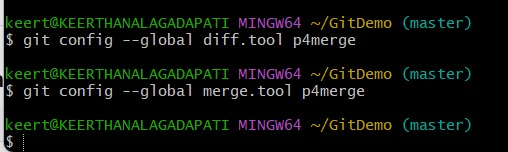 keert@KEERTHANALAGADAPATI MINGW64 ~/GitDemo (master)
$ git config --global diff.tool p4merge
keert@KEERTHANALAGADAPATI MINGW64 ~/GitDemo (master)
$ git config --global merge.tool p4merge
keert@KEERTHANALAGADAPATI MINGW64 ~/GitDemo (master)
$